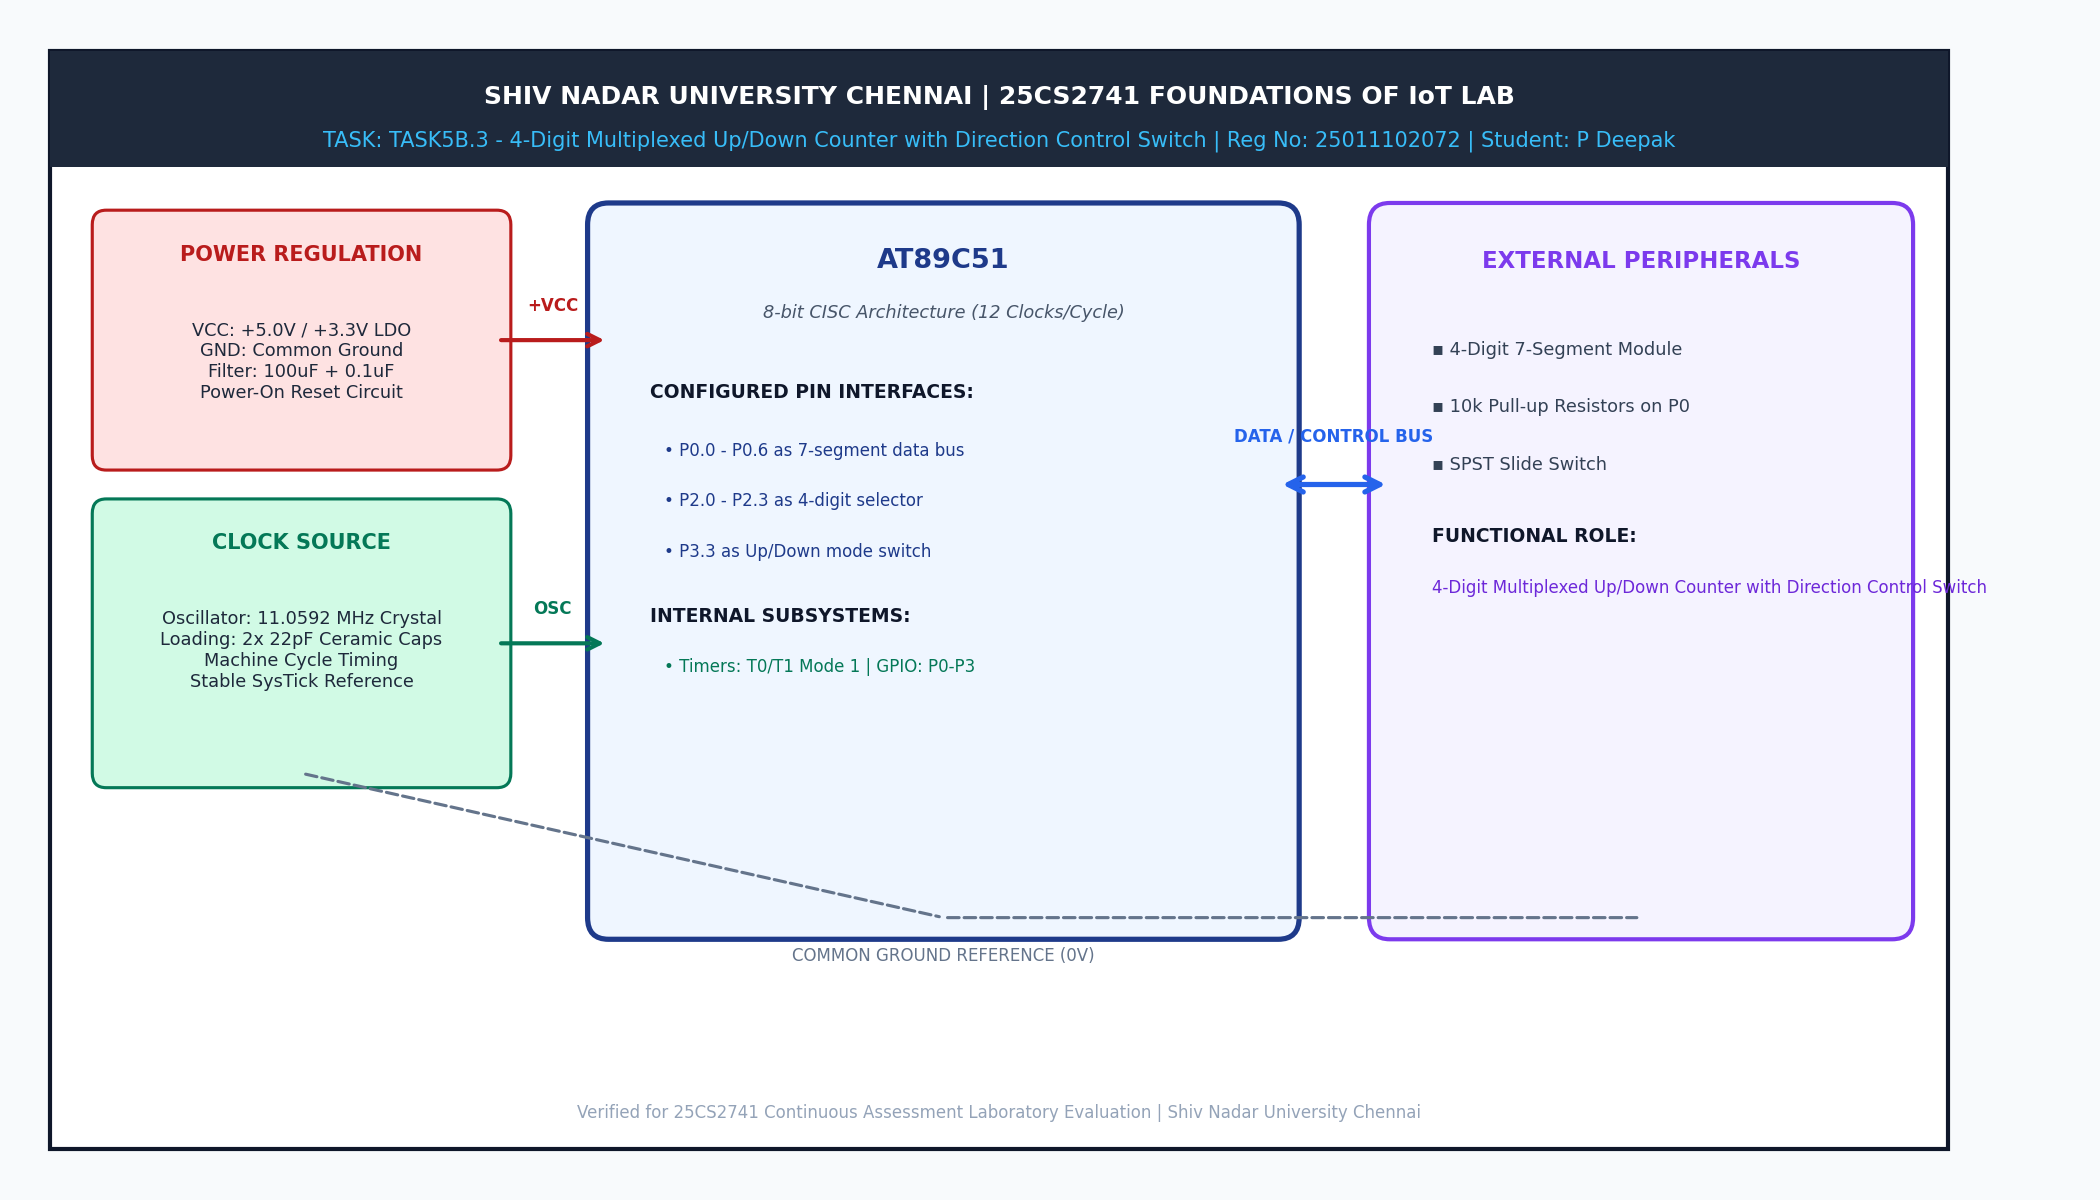 SHIV NADAR UNIVERSITY CHENNAI | 25CS2741 FOUNDATIONS OF IoT LAB
TASK: TASK5B.3 - 4-Digit Multiplexed Up/Down Counter with Direction Control Switch | Reg No: 25011102072 | Student: P Deepak
POWER REGULATION
VCC: +5.0V / +3.3V LDO
GND: Common Ground
Filter: 100uF + 0.1uF
Power-On Reset Circuit
+VCC
CLOCK SOURCE
Oscillator: 11.0592 MHz Crystal
Loading: 2x 22pF Ceramic Caps
Machine Cycle Timing
Stable SysTick Reference
OSC
AT89C51
8-bit CISC Architecture (12 Clocks/Cycle)
CONFIGURED PIN INTERFACES:
• P0.0 - P0.6 as 7-segment data bus
• P2.0 - P2.3 as 4-digit selector
• P3.3 as Up/Down mode switch
INTERNAL SUBSYSTEMS:
• Timers: T0/T1 Mode 1 | GPIO: P0-P3
DATA / CONTROL BUS
EXTERNAL PERIPHERALS
▪ 4-Digit 7-Segment Module
▪ 10k Pull-up Resistors on P0
▪ SPST Slide Switch
FUNCTIONAL ROLE:
4-Digit Multiplexed Up/Down Counter with Direction Control Switch
COMMON GROUND REFERENCE (0V)
Verified for 25CS2741 Continuous Assessment Laboratory Evaluation | Shiv Nadar University Chennai